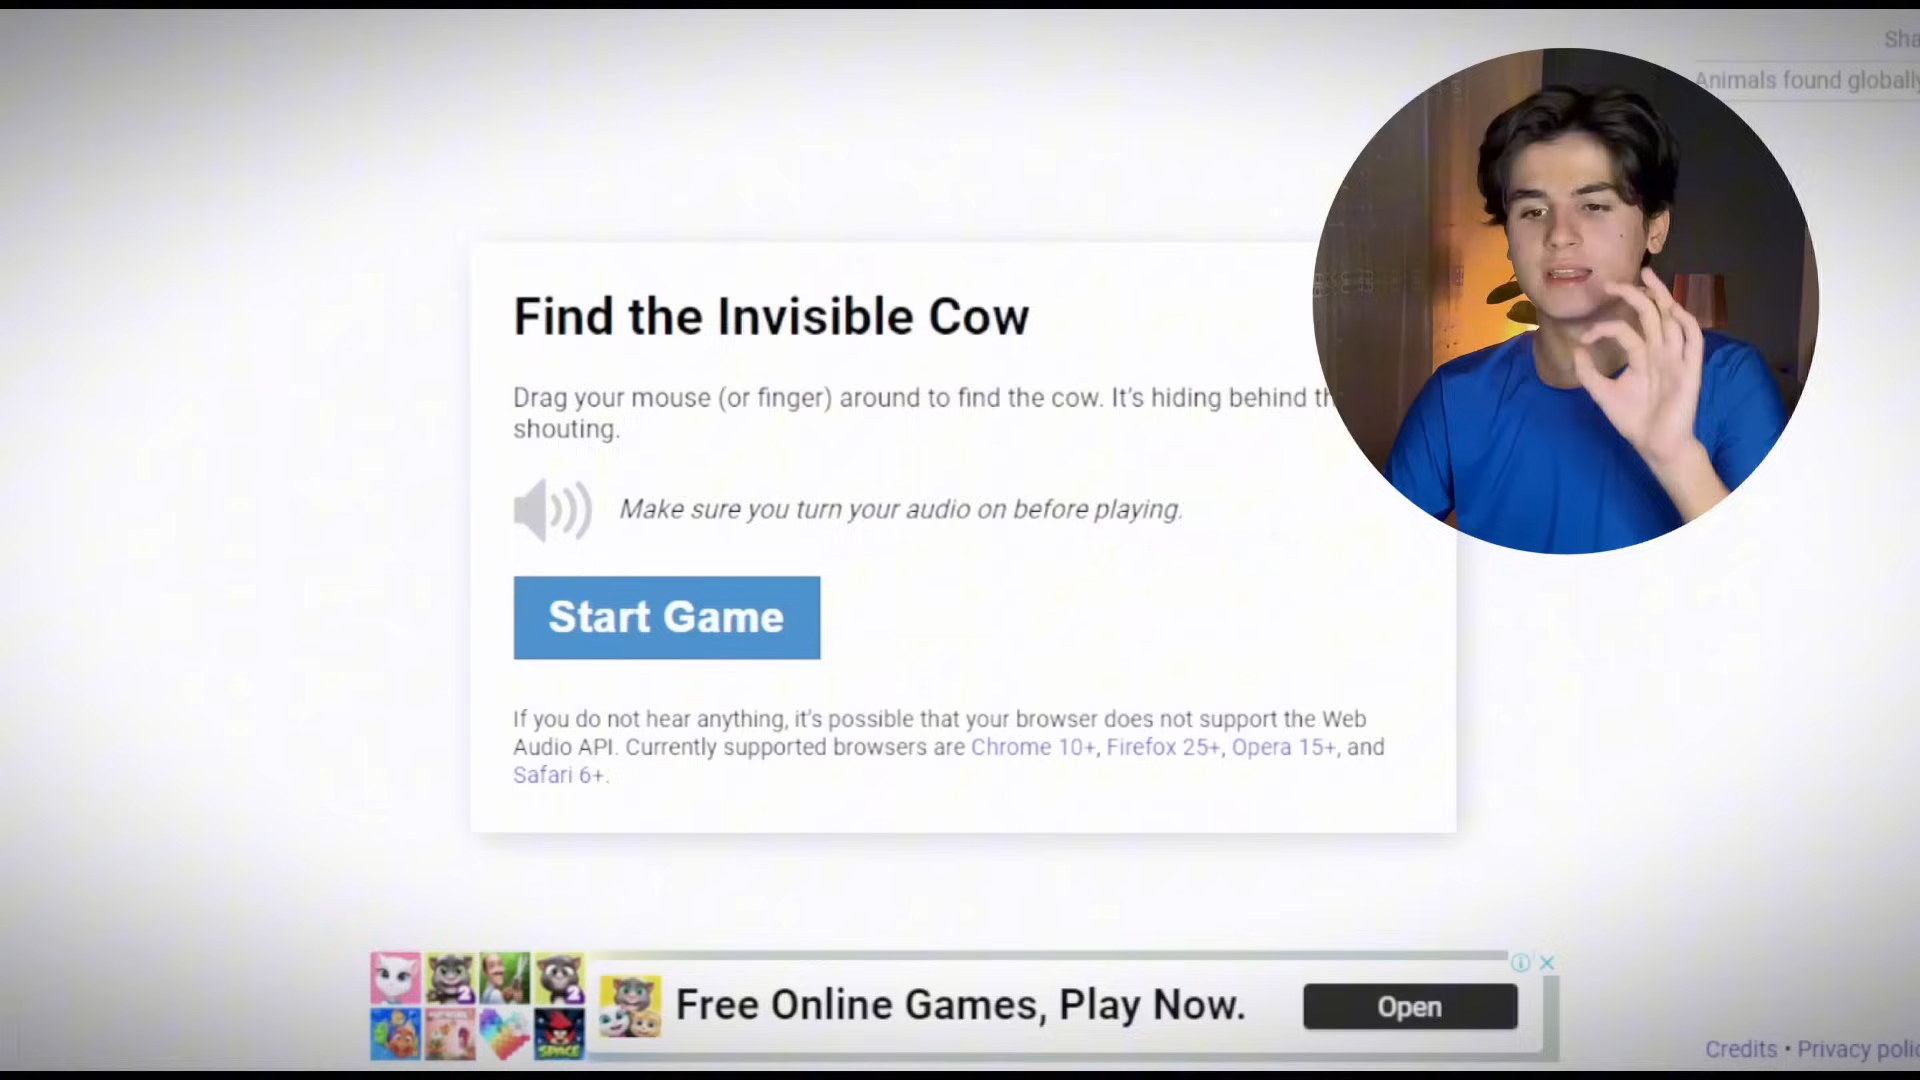 Sha
Animals found globally
Find the Invisible Cow
Drag your mouse (or finger) around to find the cow. It's hiding behind th
shouting.
Make sure you turn your audio on before playing.
Start Game
If you do not hear anything, it's possible that your browser does not support the Web
Audio API. Currently supported browsers are Chrome 10+, Firefox 25+, Opera 15+, and
Safari 6+.
2
2
SPACE
Free Online Games, Play Now.
Open
Credits • Privacy polic